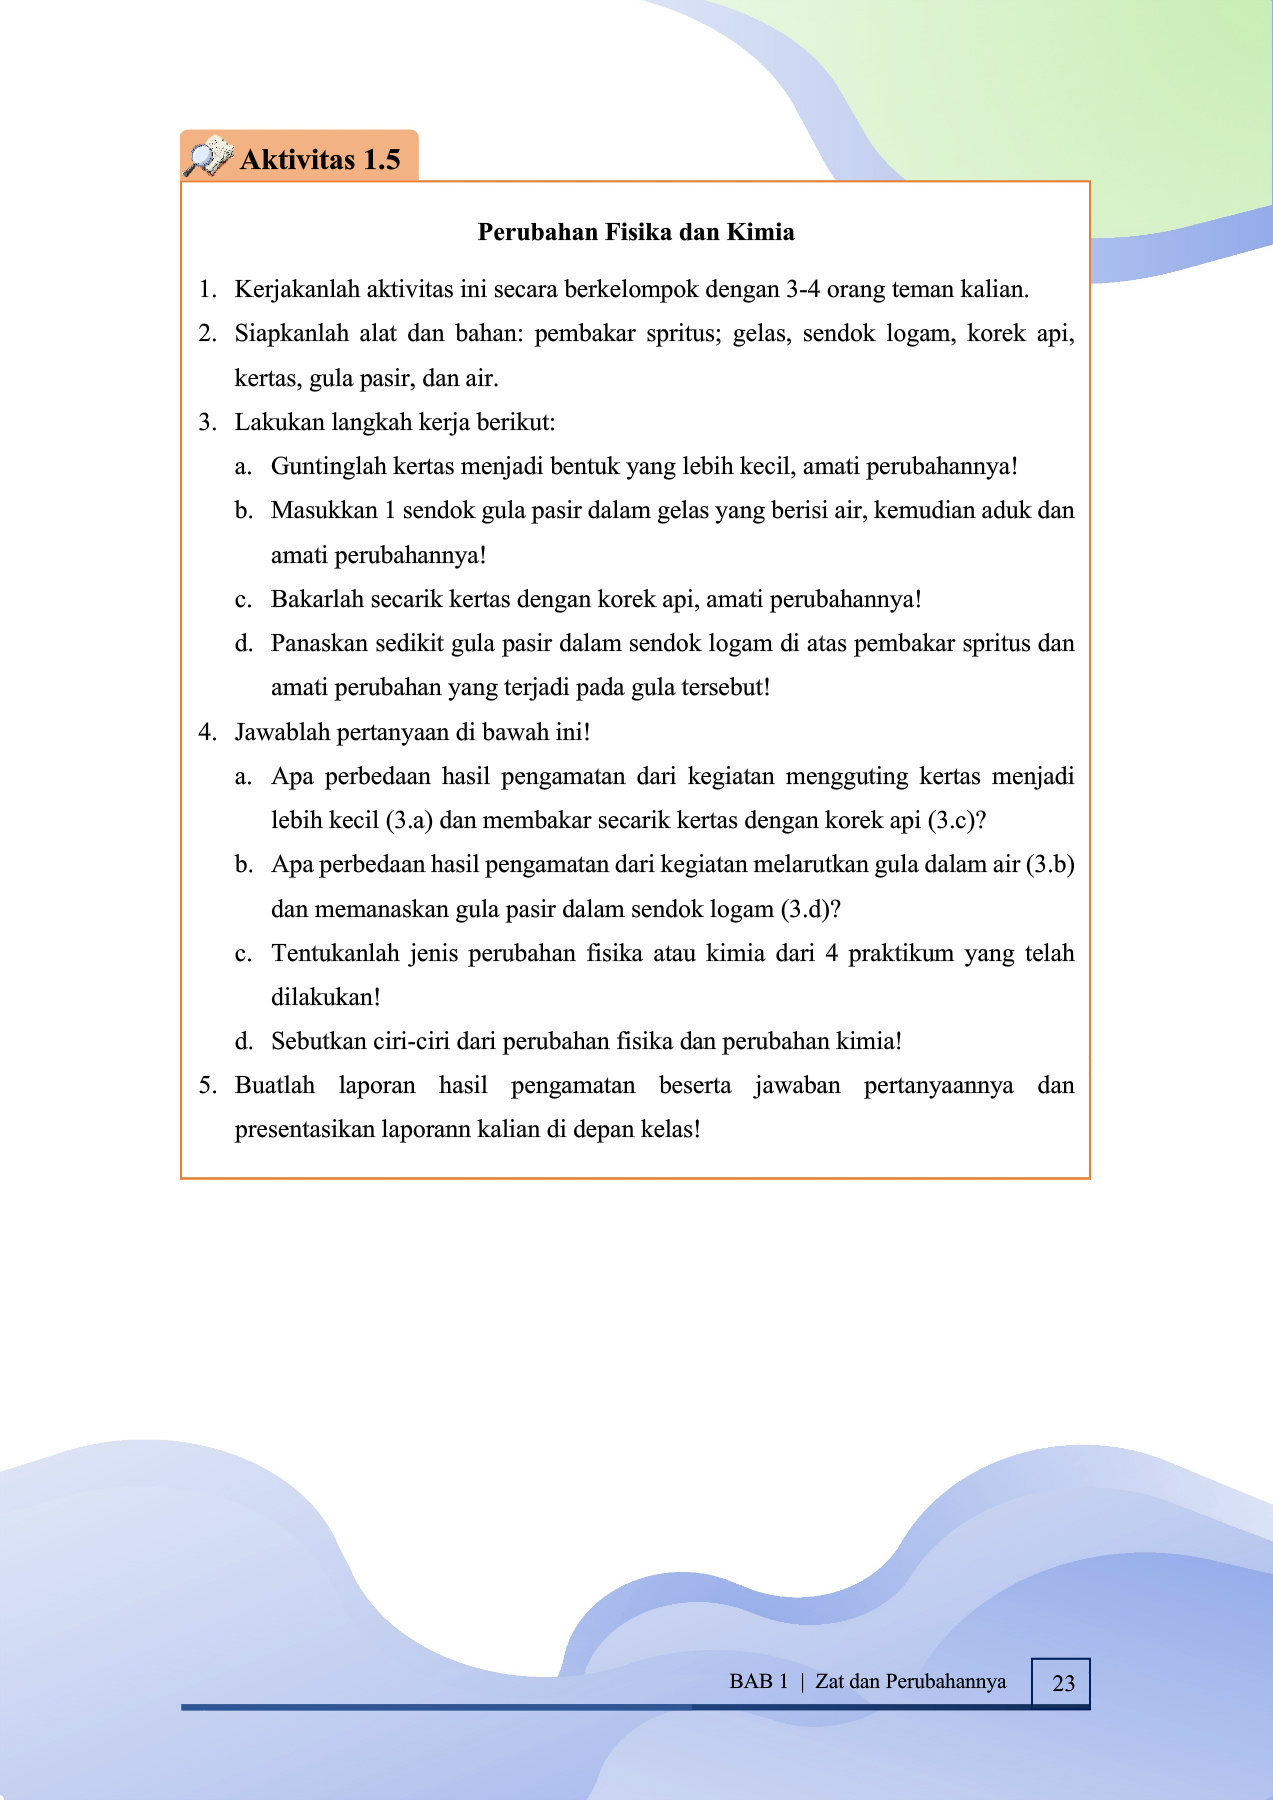 Aktivitas 1.5
Perubahan Fisika dan Kimia
1. Kerjakanlah aktivitas ini secara berkelompok dengan 3-4 orang teman kalian.
2. Siapkanlah alat dan bahan: pembakar spritus; gelas, sendok logam, korek api,
kertas, gula pasir, dan air.
3. Lakukan langkah kerja berikut:
a. Guntinglah kertas menjadi bentuk yang lebih kecil, amati perubahannya!
b. Masukkan 1 sendok gula pasir dalam gelas yang berisi air, kemudian aduk dan
amati perubahannya!
c. Bakarlah secarik kertas dengan korek api, amati perubahannya!
d. Panaskan sedikit gula pasir dalam sendok logam di atas pembakar spritus dan
amati perubahan yang terjadi pada gula tersebut!
4. Jawablah pertanyaan di bawah ini!
a. Apa perbedaan hasil pengamatan dari kegiatan mengguting kertas menjadi
lebih kecil (3.a) dan membakar secarik kertas dengan korek api (3.c)?
b. Apa perbedaan hasil pengamatan dari kegiatan melarutkan gula dalam air (3.b)
dan memanaskan gula pasir dalam sendok logam (3.d)?
c. Tentukanlah jenis perubahan fisika atau kimia dari 4 praktikum yang telah
dilakukan!
d. Sebutkan ciri-ciri dari perubahan fisika dan perubahan kimia!
5. Buatlah laporan hasil pengamatan beserta jawaban pertanyaannya dan
presentasikan laporann kalian di depan kelas!
BAB 1 | Zat dan Perubahannya 23